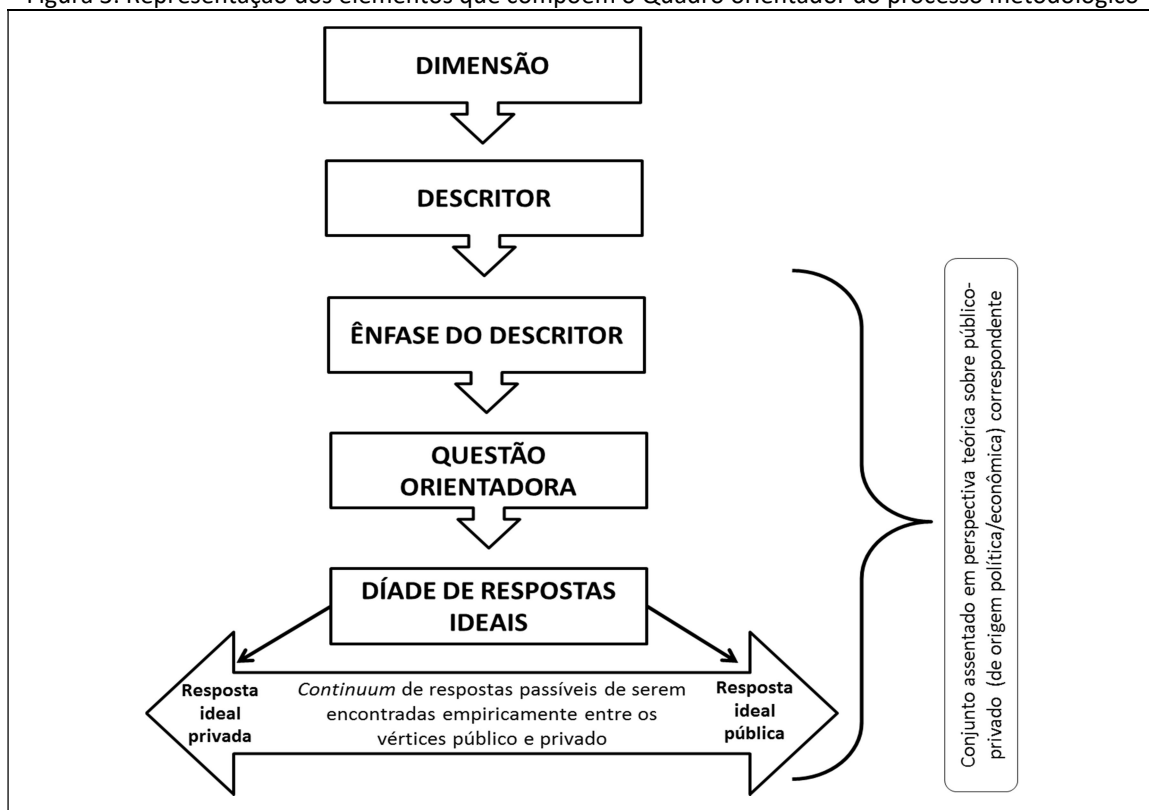 Figura 3. Representação dos elementos que compõem o Quadro orientador do processo metodológico
DIMENSÃO
DESCRITOR
ÊNFASE DO DESCRITOR
QUESTÃO
ORIENTADORA
DÍADE DE RESPOSTAS
IDEAIS
Resposta
ideal
privada
Continuum de respostas passíveis de serem
encontradas empiricamente entre os
vértices público e privado
Resposta
ideal
pública
Conjunto assentado em perspectiva teórica sobre público-
privado (de origem política/econômica) correspondente